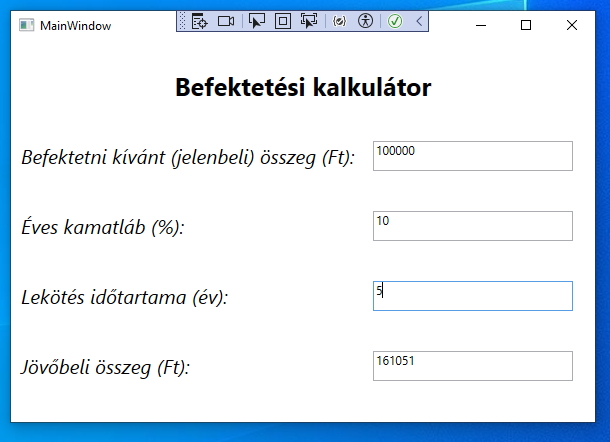 MainWindow
Befektetési kalkulátor
Befektetni kívánt (jelenbeli) összeg (Ft): 100000
Éves kamatláb (%): 10
Lekötés időtartama (év): 5
Jövőbeli összeg (Ft): 161051